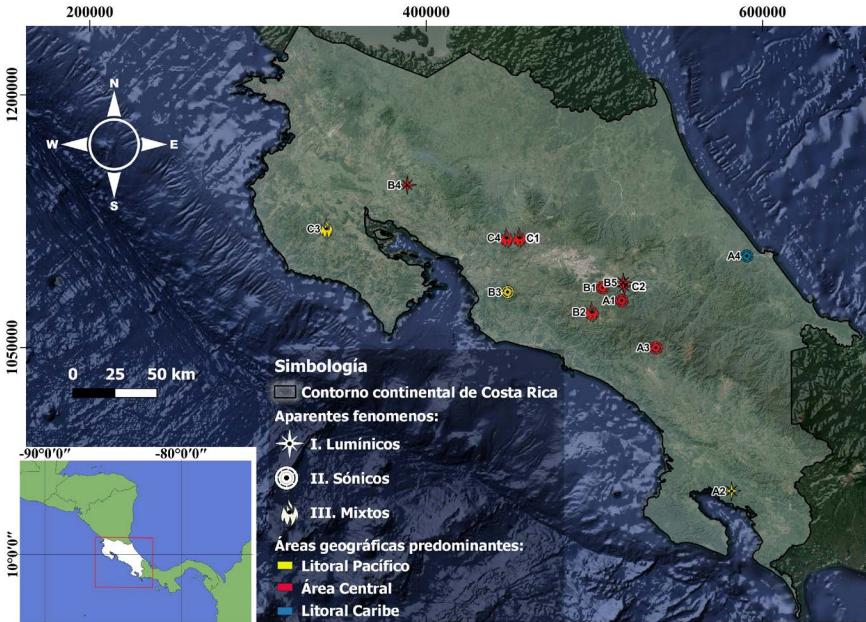 200000 400000 600000
1200000
1050000
N
W E
S
B4
C3
C4 C1
A4
B3
B5
B1 C2
A1
B2
A3
A2
0 25 50 km
Simbología
Contorno continental de Costa Rica
Aparentes fenomenos:
I. Lumínicos
II. Sónicos
III. Mixtos
Áreas geográficas predominantes:
Litoral Pacífico
Área Central
Litoral Caribe
-90°0′0″ -80°0′0″
10°0′0″